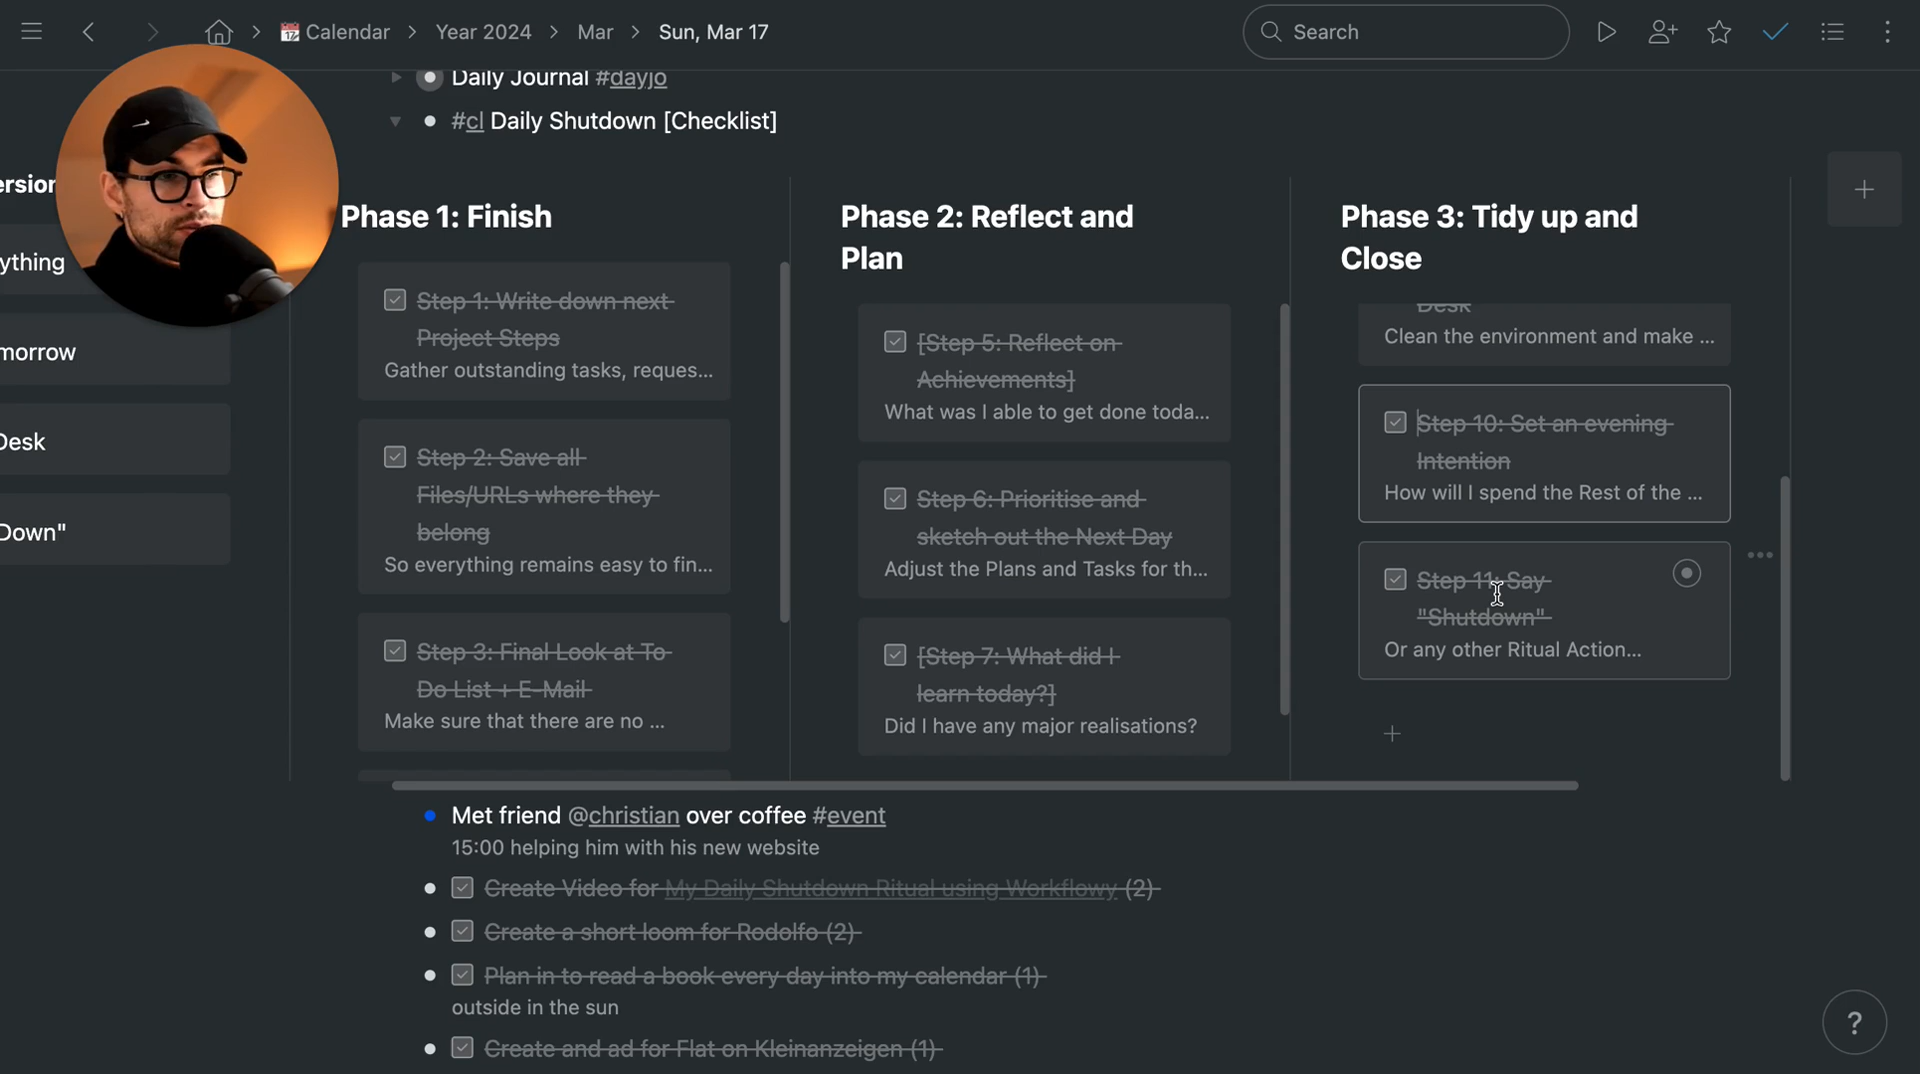 📆 Calendar > Year 2024 > Mar > Sun, Mar 17
Search
Daily Journal #dayjo
#cl Daily Shutdown [Checklist]
ersion
ything
morrow
Desk
Down"
Phase 1: Finish
Step 1: Write down next
Project Steps
Gather outstanding tasks, reques...
Step 2: Save all
Files/URLs where they
belong
So everything remains easy to fin...
Step 3: Final Look at To
Do List + E-Mail
Make sure that there are no ...
Phase 2: Reflect and
Plan
[Step 5: Reflect on
Achievements]
What was I able to get done toda...
Step 6: Prioritise and
sketch out the Next Day
Adjust the Plans and Tasks for th...
[Step 7: What did I
learn today?]
Did I have any major realisations?
Phase 3: Tidy up and
Close
Desk
Clean the environment and make ...
Step 10: Set an evening
Intention
How will I spend the Rest of the ...
Step 11: Say
"Shutdown"
Or any other Ritual Action...
Met friend @christian over coffee #event
15:00 helping him with his new website
Create Video for My Daily Shutdown Ritual using Workflowy (2)
Create a short loom for Rodolfo (2)
Plan in to read a book every day into my calendar (1)
outside in the sun
Create and ad for Flat on Kleinanzeigen (1)
?